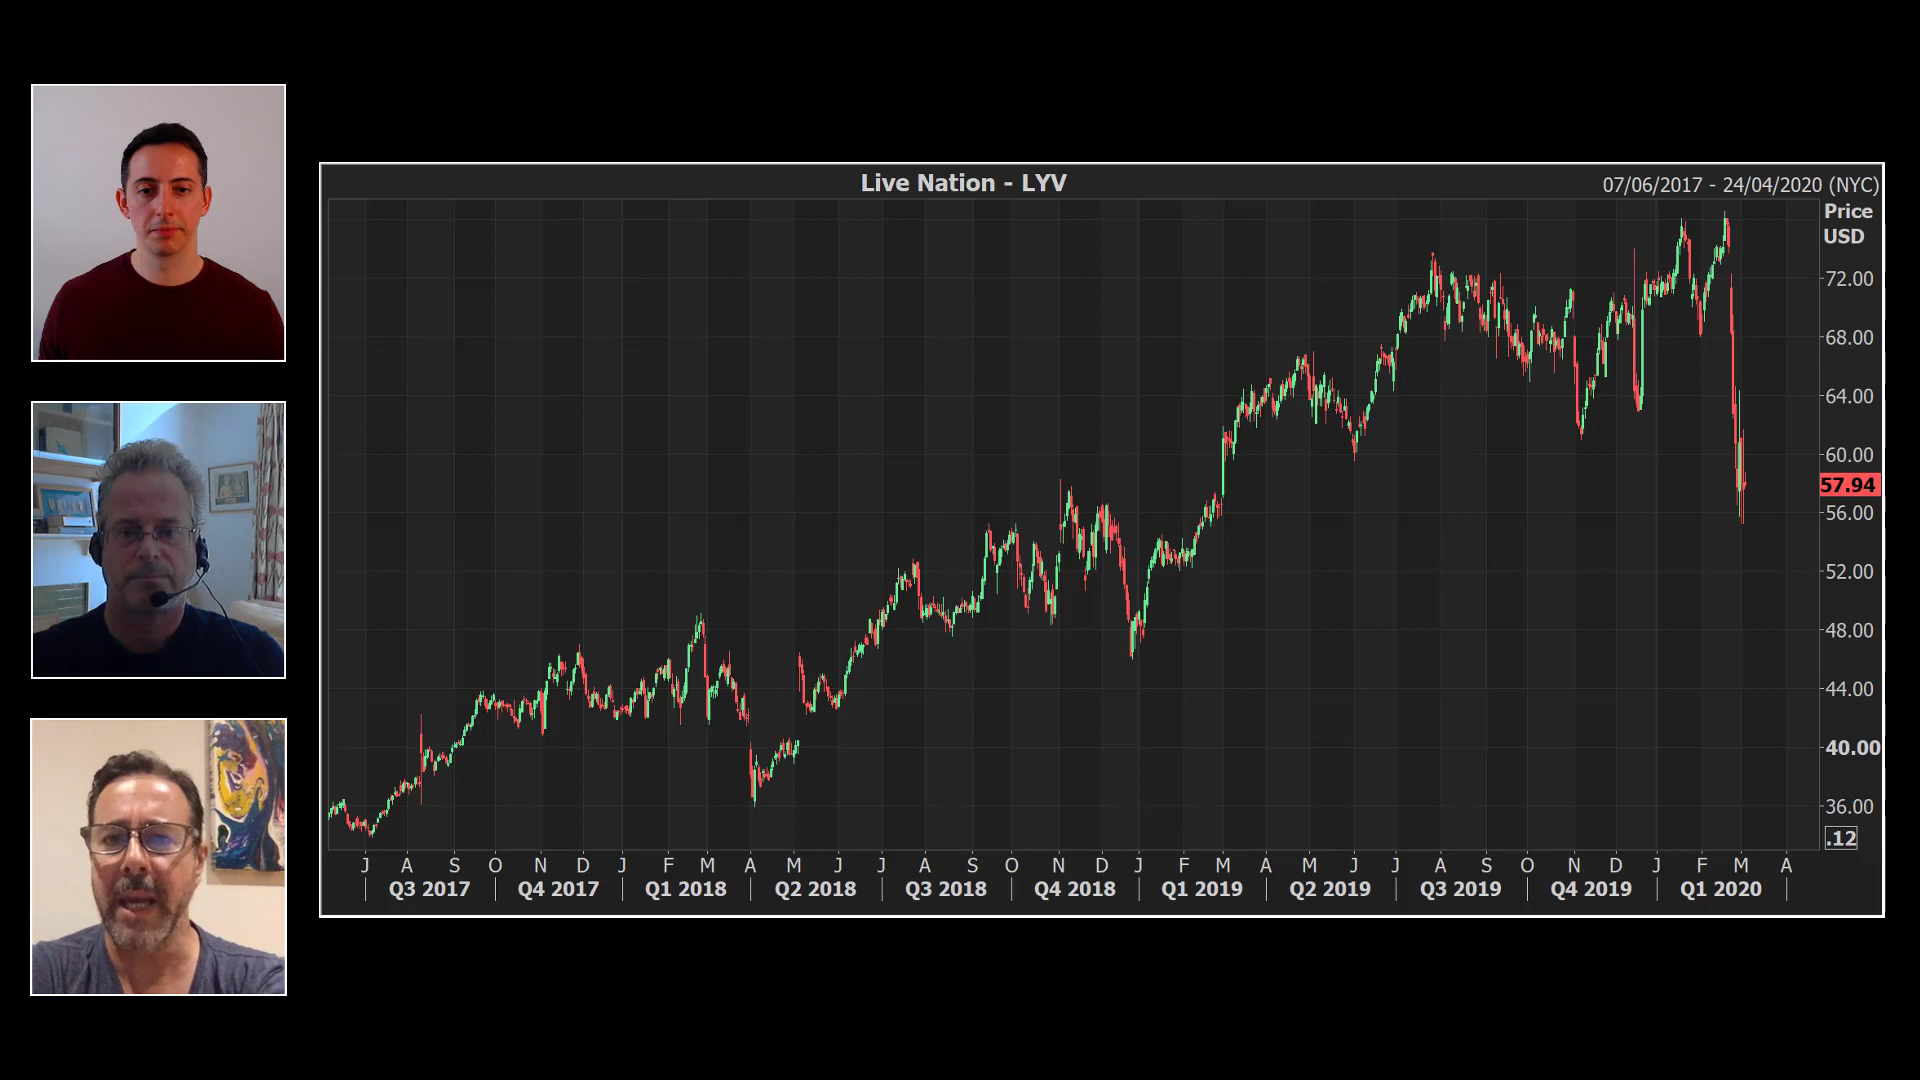 Live Nation - LYV
07/06/2017 - 24/04/2020 (NYC)
Price
USD
72.00
68.00
64.00
60.00
57.94
56.00
52.00
48.00
44.00
40.00
36.00
.12
J A S O N D J F M A M J J A S O N D J F M A M J J A S O N D J F M A
Q3 2017 Q4 2017 Q1 2018 Q2 2018 Q3 2018 Q4 2018 Q1 2019 Q2 2019 Q3 2019 Q4 2019 Q1 2020